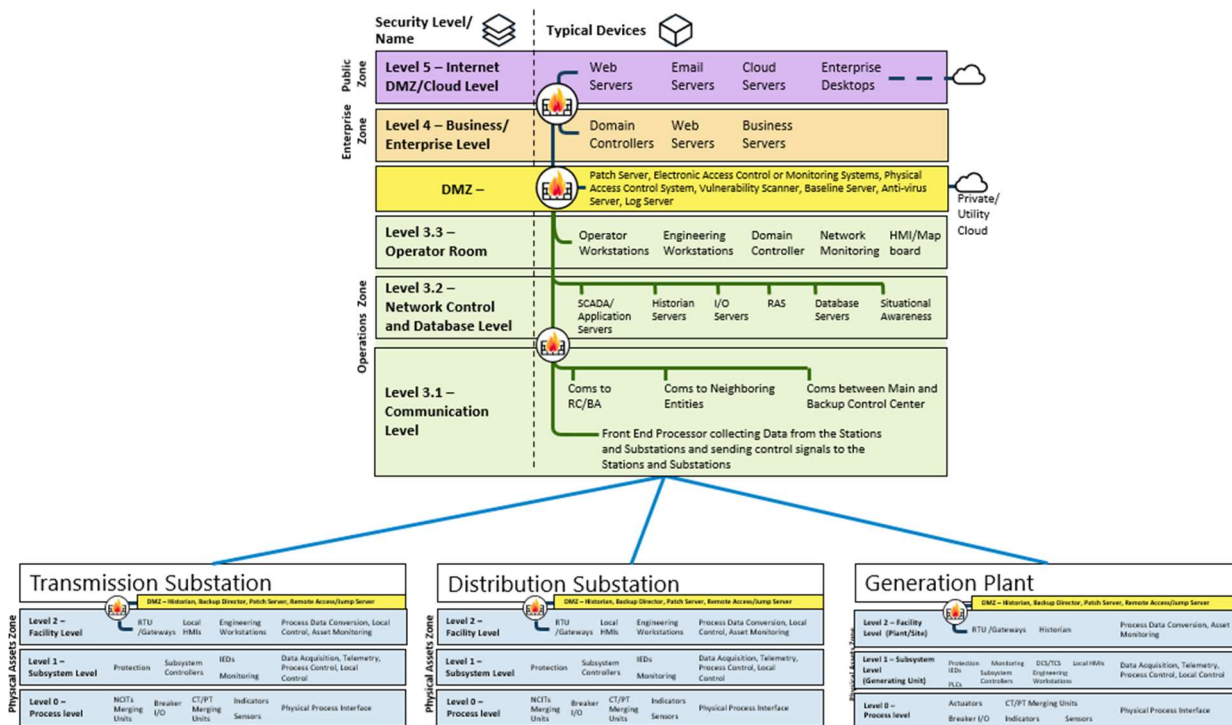 Security Level/
Name
Typical Devices
Public
Zone
Level 5 – Internet
DMZ/Cloud Level
Web
Servers
Email
Servers
Cloud
Servers
Enterprise
Desktops
Enterprise
Zone
Level 4 – Business/
Enterprise Level
Domain
Controllers
Web
Servers
Business
Servers
DMZ –
Patch Server, Electronic Access Control or Monitoring Systems, Physical
Access Control System, Vulnerability Scanner, Baseline Server, Anti-virus
Server, Log Server
Private/
Utility
Cloud
Operations Zone
Level 3.3 –
Operator Room
Operator
Workstations
Engineering
Workstations
Domain
Controller
Network
Monitoring
HMI/Map
board
Level 3.2 –
Network Control
and Database Level
SCADA/
Application
Servers
Historian
Servers
I/O
Servers
RAS
Database
Servers
Situational
Awareness
Level 3.1 –
Communication
Level
Coms to
RC/BA
Coms to Neighboring
Entities
Coms between Main and
Backup Control Center
Front End Processor collecting Data from the Stations
and Substations and sending control signals to the
Stations and Substations
Transmission Substation
DMZ – Historian, Backup Director, Patch Server, Remote Access/Jump Server
Physical Assets Zone
Level 2 –
Facility Level
RTU
/Gateways
Local
HMIs
Engineering
Workstations
Process Data Conversion, Local
Control, Asset Monitoring
Level 1 –
Subsystem Level
Protection
Subsystem
Controllers
IEDs
Monitoring
Data Acquisition, Telemetry,
Process Control, Local
Control
Level 0 –
Process level
NCITs
Merging
Units
Breaker
I/O
CT/PT
Merging
Units
Indicators
Sensors
Physical Process Interface
Distribution Substation
DMZ – Historian, Backup Director, Patch Server, Remote Access/Jump Server
Physical Assets Zone
Level 2 –
Facility Level
RTU
/Gateways
Local
HMIs
Engineering
Workstations
Process Data Conversion, Local
Control, Asset Monitoring
Level 1 –
Subsystem Level
Protection
Subsystem
Controllers
IEDs
Monitoring
Data Acquisition, Telemetry,
Process Control, Local
Control
Level 0 –
Process level
NCITs
Merging
Units
Breaker
I/O
CT/PT
Merging
Units
Indicators
Sensors
Physical Process Interface
Generation Plant
DMZ – Historian, Backup Director, Patch Server, Remote Access/Jump Server
Physical Assets Zone
Level 2 – Facility
Level (Plant/Site)
RTU /Gateways
Historian
Process Data Conversion, Asset
Monitoring
Level 1 – Subsystem
Level
(Generating Unit)
Protection
IEDs
PLCs
Monitoring
Subsystem
Controllers
DCS/TCS
Engineering
Workstations
Local HMIs
Data Acquisition, Telemetry,
Process Control, Local Control
Level 0 –
Process level
Actuators
CT/PT Merging Units
Breaker I/O
Indicators
Sensors
Physical Process Interface